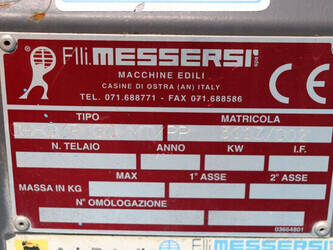 F.lli. MESSERSI' spa
MACCHINE EDILI
CASINE DI OSTRA (AN) ITALY
TEL. 071.688771 - FAX 071.688586
CE
TIPO MATRICOLA
N. TELAIO ANNO KW I.F.
MAX 1° ASSE 2° ASSE
MASSA IN KG
N° OMOLOGAZIONE
03604801
F.lli. MESSERSI'